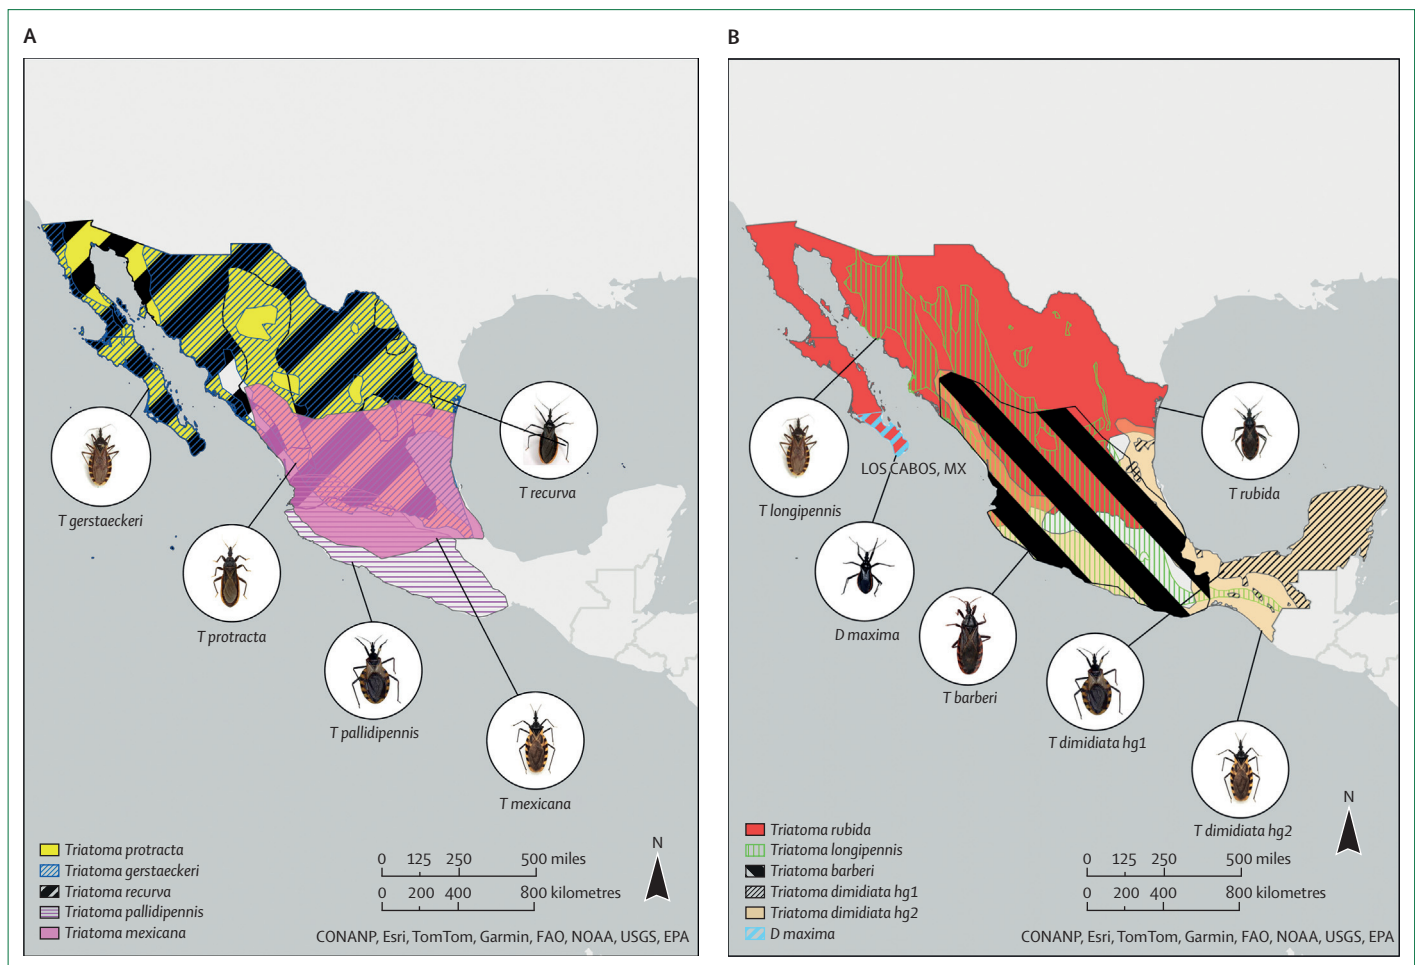 A
T gerstaeckeri
T recurva
T protracta
T pallidipennis
T mexicana
Triatoma protracta
Triatoma gerstaeckeri
Triatoma recurva
Triatoma pallidipennis
Triatoma mexicana
0 125 250 500 miles
0 200 400 800 kilometres
N
CONANP, Esri, TomTom, Garmin, FAO, NOAA, USGS, EPA
B
LOS CABOS, MX
T longipennis
T rubida
D maxima
T barberi
T dimidiata hg1
T dimidiata hg2
Triatoma rubida
Triatoma longipennis
Triatoma barberi
Triatoma dimidiata hg1
Triatoma dimidiata hg2
D maxima
0 125 250 500 miles
0 200 400 800 kilometres
N
CONANP, Esri, TomTom, Garmin, FAO, NOAA, USGS, EPA